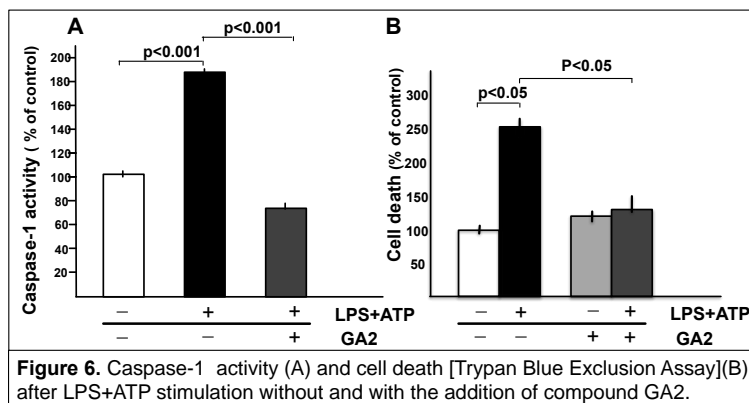 A
p<0.001
p<0.001
Caspase-1 activity ( % of control)
200
180
160
140
120
100
80
60
40
20
– + + LPS+ATP
– – + GA2
B
P<0.05
p<0.05
Cell death (% of control)
300
250
200
150
100
50
– + – + LPS+ATP
– – + + GA2
Figure 6. Caspase-1 activity (A) and cell death [Trypan Blue Exclusion Assay](B)
after LPS+ATP stimulation without and with the addition of compound GA2.